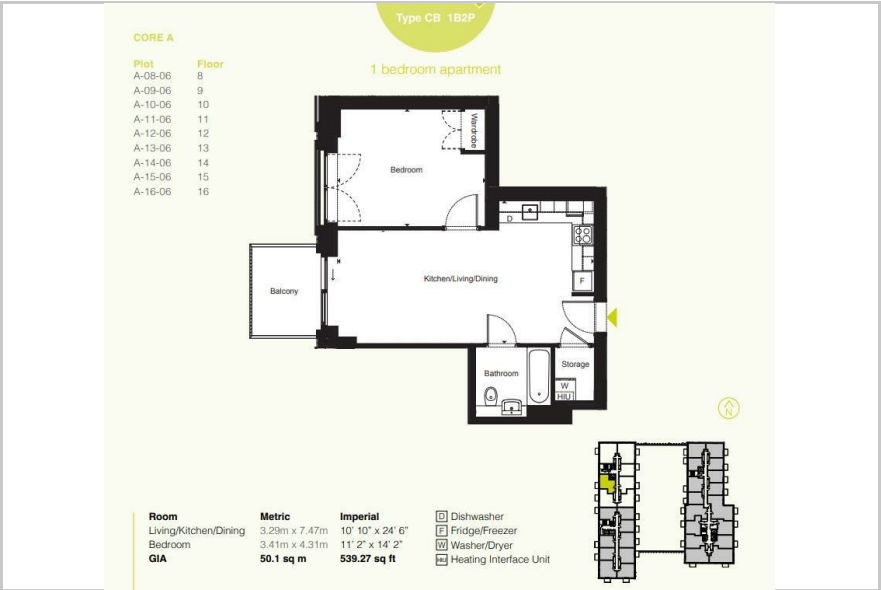 Type CB 1B2P
CORE A
1 bedroom apartment
Plot Floor
A-08-06 8
A-09-06 9
A-10-06 10
A-11-06 11
A-12-06 12
A-13-06 13
A-14-06 14
A-15-06 15
A-16-06 16
Wardrobe
Bedroom
D
Kitchen/Living/Dining
F
Balcony
Bathroom
Storage
W
HIU
N
Room Metric Imperial
Living/Kitchen/Dining 3.29m x 7.47m 10' 10" x 24' 6"
Bedroom 3.41m x 4.31m 11' 2" x 14' 2"
GIA 50.1 sq m 539.27 sq ft
D Dishwasher
F Fridge/Freezer
W Washer/Dryer
HIU Heating Interface Unit